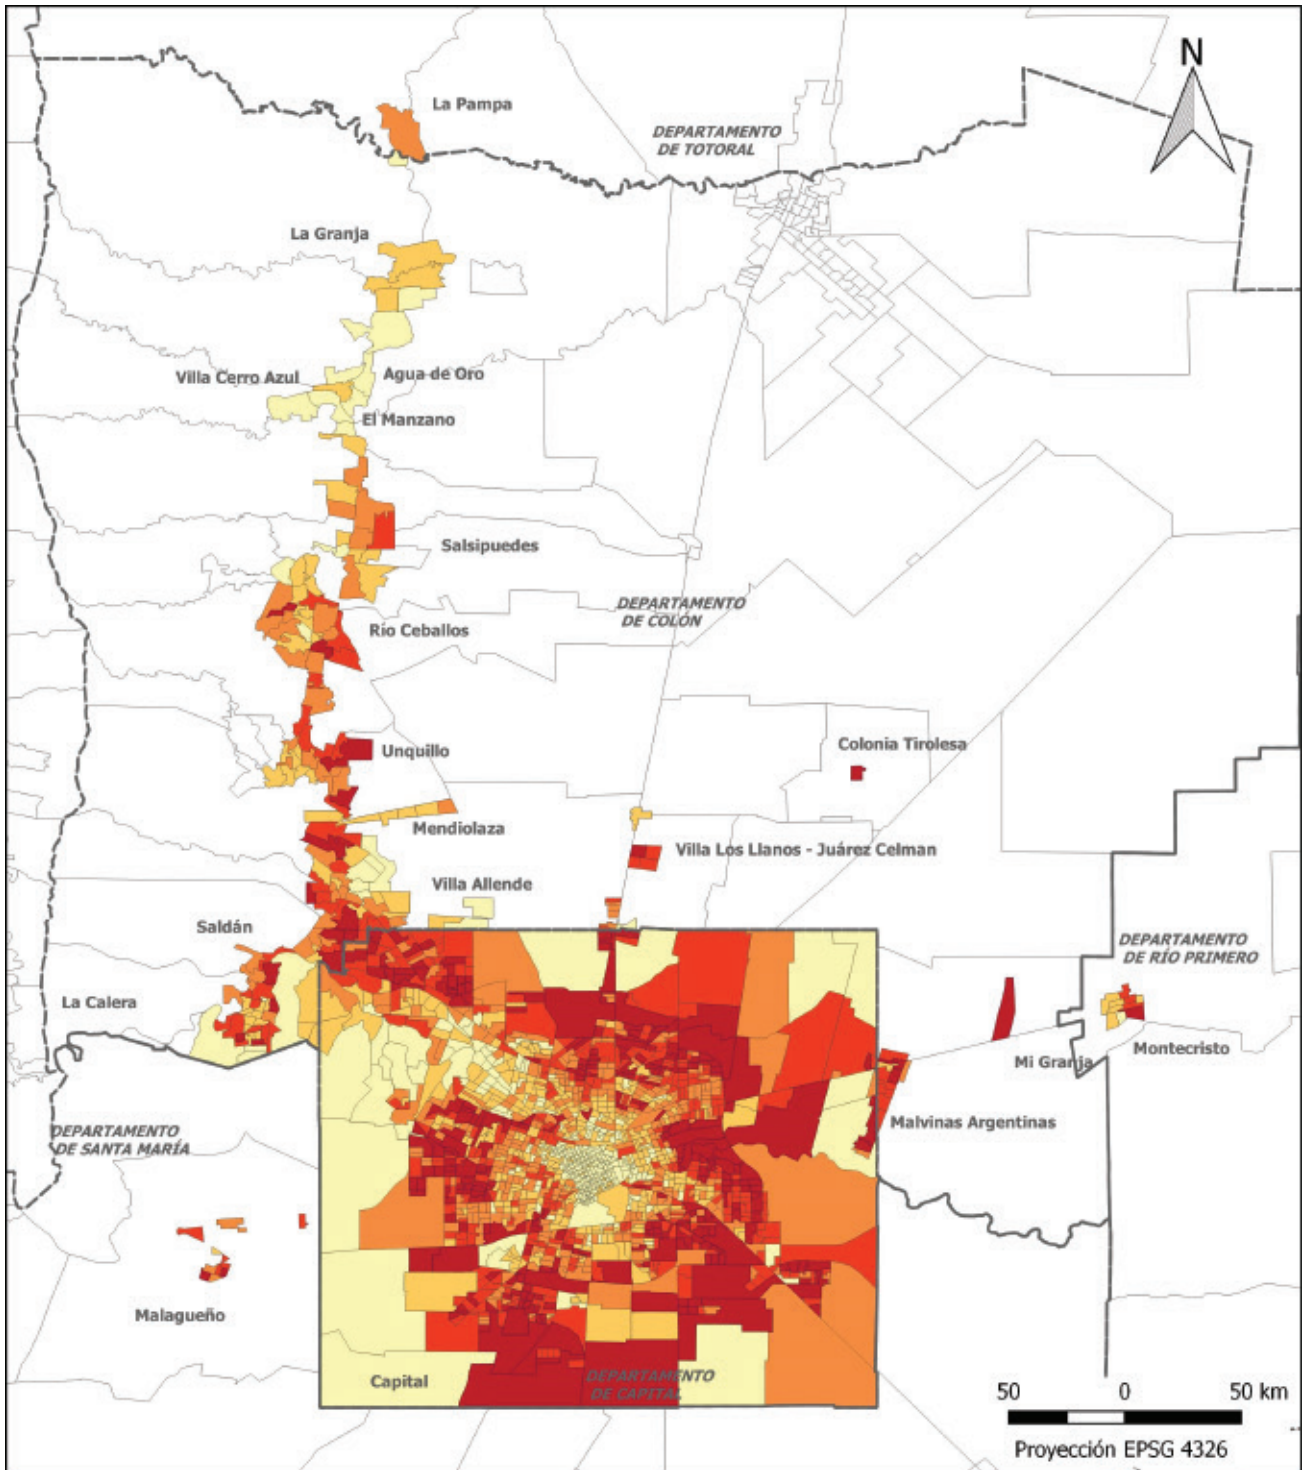 N
La Pampa
DEPARTAMENTO
DE TOTORAL
La Granja
Villa Cerro Azul
Agua de Oro
El Manzano
Salsipuedes
DEPARTAMENTO
DE COLÓN
Río Ceballos
Unquillo
Colonia Tirolesa
Mendiolaza
Villa Los Llanos - Juárez Celman
Villa Allende
Saldán
DEPARTAMENTO
DE RÍO PRIMERO
La Calera
Mi Granja
Montecristo
Malvinas Argentinas
DEPARTAMENTO
DE SANTA MARÍA
Malagueño
Capital
DEPARTAMENTO
DE CAPITAL
50 0 50 km
Proyección EPSG 4326